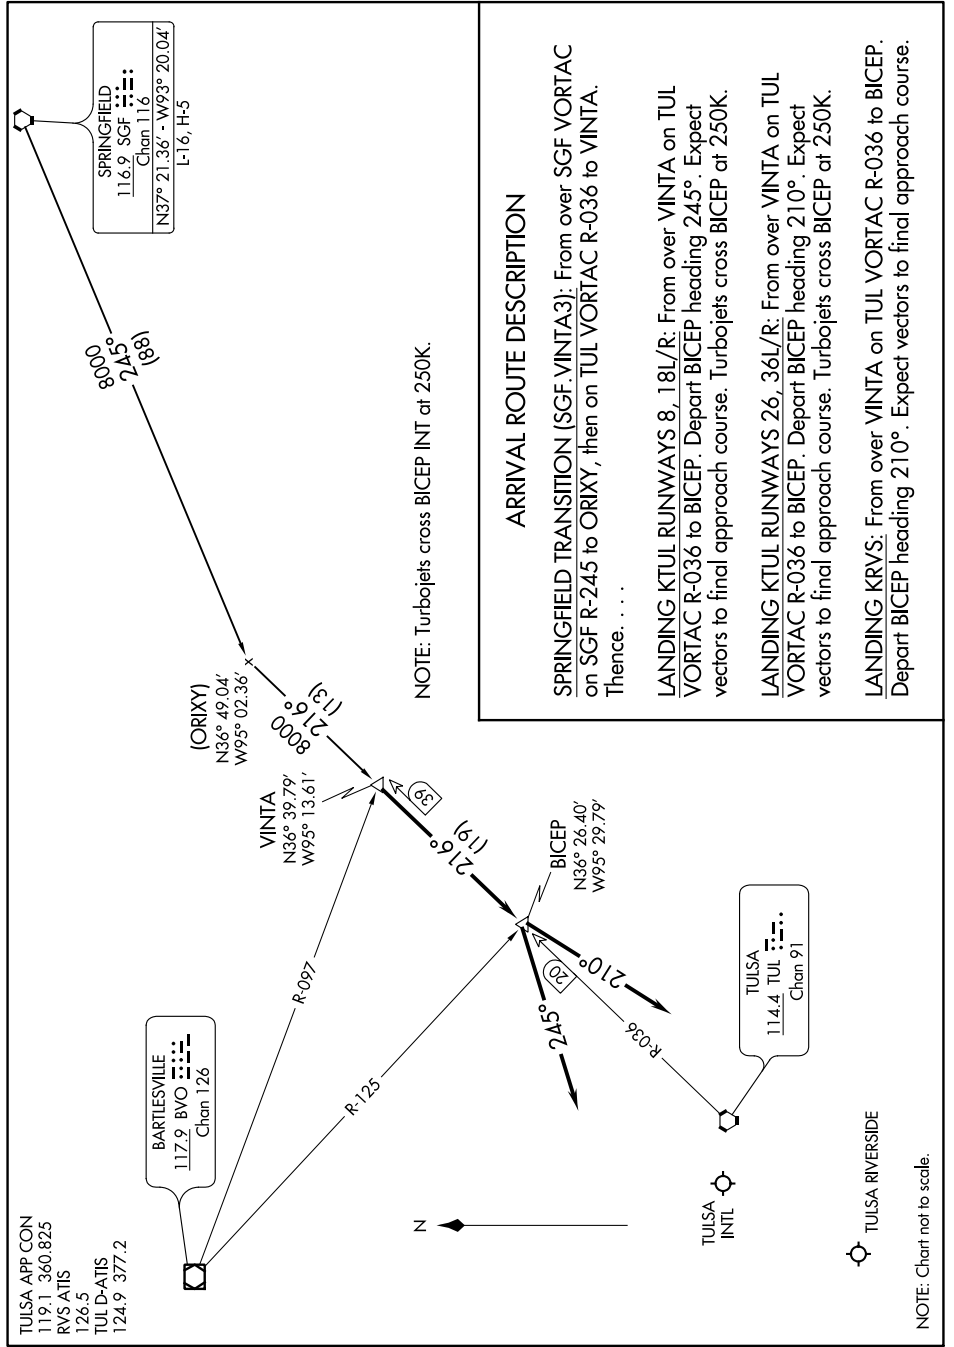 TULSA APP CON
119.1 360.825
RVS ATIS
126.5
TUL D-ATIS
124.9 377.2
BARTLESVILLE
117.9 BVO
Chan 126
SPRINGFIELD
116.9 SGF
Chan 116
N37° 21.36' - W93° 20.04'
L-16, H-5
8000
245°
(88)
(ORIXY)
N36° 49.04'
W95° 02.36'
8000
216°
(13)
VINTA
N36° 39.79'
W95° 13.61'
39
R-097
216°
(19)
R-125
BICEP
N36° 26.40'
W95° 29.79'
20
245°
210°
R-036
N
TULSA
114.4 TUL
Chan 91
TULSA
INTL
TULSA RIVERSIDE
NOTE: Chart not to scale.
NOTE: Turbojets cross BICEP INT at 250K.
ARRIVAL ROUTE DESCRIPTION
SPRINGFIELD TRANSITION (SGF.VINTA3): From over SGF VORTAC
on SGF R-245 to ORIXY, then on TUL VORTAC R-036 to VINTA.
Thence. . . .
LANDING KTUL RUNWAYS 8, 18L/R: From over VINTA on TUL
VORTAC R-036 to BICEP. Depart BICEP heading 245°. Expect
vectors to final approach course. Turbojets cross BICEP at 250K.
LANDING KTUL RUNWAYS 26, 36L/R: From over VINTA on TUL
VORTAC R-036 to BICEP. Depart BICEP heading 210°. Expect
vectors to final approach course. Turbojets cross BICEP at 250K.
LANDING KRVS: From over VINTA on TUL VORTAC R-036 to BICEP.
Depart BICEP heading 210°. Expect vectors to final approach course.